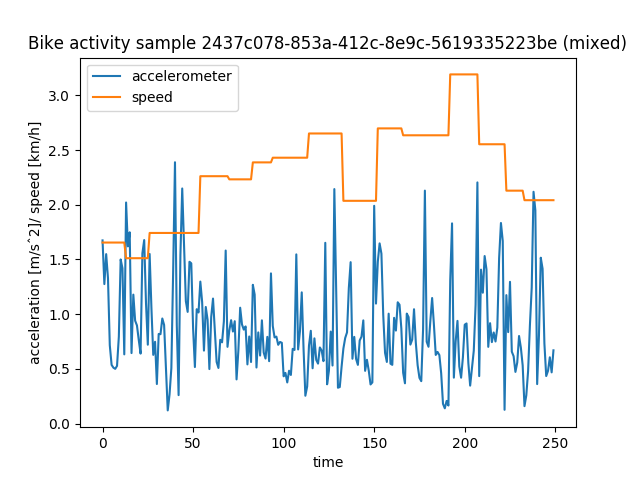 Bike activity sample 2437c078-853a-412c-8e9c-5619335223be (mixed)
accelerometer
speed
acceleration [m/s^2]/ speed [km/h]
3.0
2.5
2.0
1.5
1.0
0.5
0.0
0 50 100 150 200 250
time